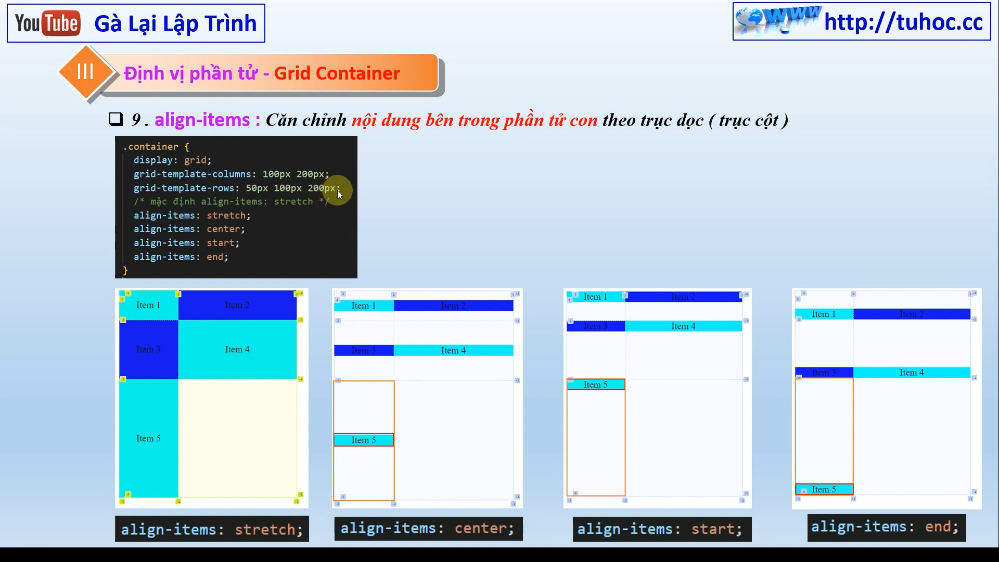 YouTube Gà Lại Lập Trình
www http://tuhoc.cc
III Định vị phần tử - Grid Container
9 . align-items : Căn chỉnh nội dung bên trong phần tử con theo trục dọc ( trục cột )
.container {
display: grid;
grid-template-columns: 100px 200px;
grid-template-rows: 50px 100px 200px;
/* mặc định align-items: stretch */
align-items: stretch;
align-items: center;
align-items: start;
align-items: end;
}
Item 1 Item 2
Item 3 Item 4
Item 5
align-items: stretch;
Item 1 Item 2
Item 3 Item 4
Item 5
align-items: center;
Item 1 Item 2
Item 3 Item 4
Item 5
align-items: start;
Item 1 Item 2
Item 3 Item 4
Item 5
align-items: end;